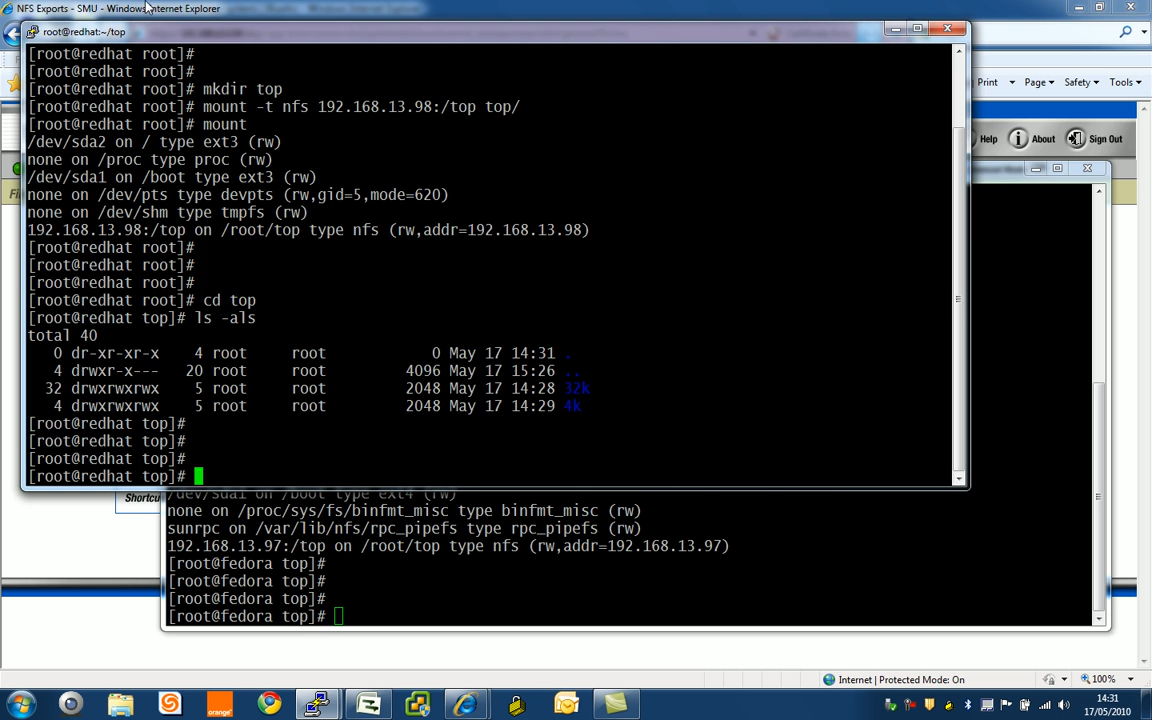 NFS Exports - SMU - Windows Internet Explorer
root@redhat:~/top
[root@redhat root]#
[root@redhat root]#
[root@redhat root]# mkdir top
[root@redhat root]# mount -t nfs 192.168.13.98:/top top/
[root@redhat root]# mount
/dev/sda2 on / type ext3 (rw)
none on /proc type proc (rw)
/dev/sda1 on /boot type ext3 (rw)
none on /dev/pts type devpts (rw,gid=5,mode=620)
none on /dev/shm type tmpfs (rw)
192.168.13.98:/top on /root/top type nfs (rw,addr=192.168.13.98)
[root@redhat root]#
[root@redhat root]#
[root@redhat root]#
[root@redhat root]# cd top
[root@redhat top]# ls -als
total 40
0 dr-xr-xr-x 4 root root 0 May 17 14:31 .
4 drwxr-x--- 20 root root 4096 May 17 15:26 ..
32 drwxrwxrwx 5 root root 2048 May 17 14:28 32k
4 drwxrwxrwx 5 root root 2048 May 17 14:29 4k
[root@redhat top]#
[root@redhat top]#
[root@redhat top]#
[root@redhat top]#
Print Page Safety Tools
Help About Sign Out
Shortcu
/dev/sda1 on /boot type ext4 (rw)
none on /proc/sys/fs/binfmt_misc type binfmt_misc (rw)
sunrpc on /var/lib/nfs/rpc_pipefs type rpc_pipefs (rw)
192.168.13.97:/top on /root/top type nfs (rw,addr=192.168.13.97)
[root@fedora top]#
[root@fedora top]#
[root@fedora top]#
[root@fedora top]#
Internet | Protected Mode: On
100%
orange
14:31
17/05/2010